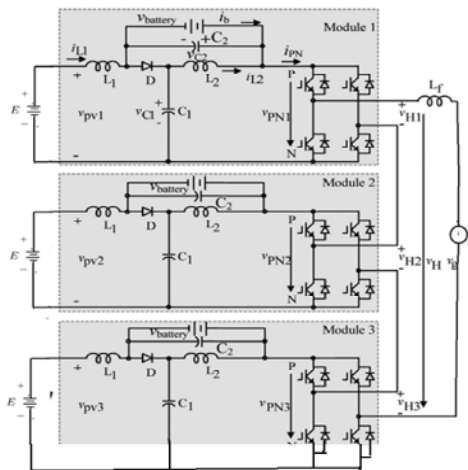 v_battery i_b Module 1
- + C_2
i_L1 v_C2 i_PN
L_1 D L_2 i_L2 P L_f
+ +
E v_pv1 v_C1 C_1 v_PN1 v_H1
- - N -
v_battery Module 2
C_2
+ L_1 D L_2 P
E v_pv2 C_1 v_PN2 v_H2 v_H
- N -
v_battery Module 3
C_2
+ L_1 D L_2 P
E v_pv3 C_1 v_PN3 v_H3
-